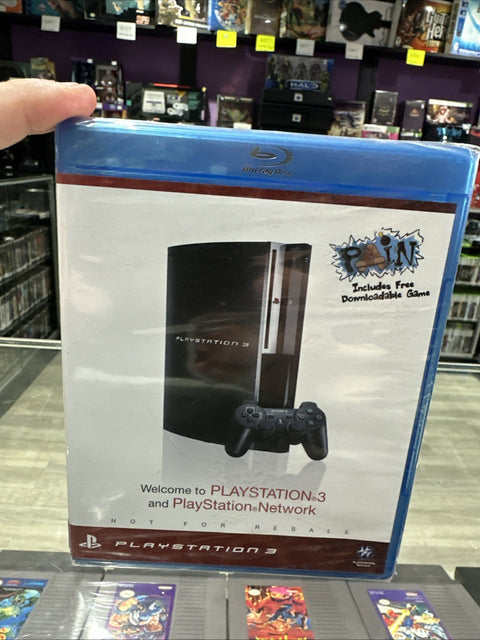 HALO
Blu-ray Disc
PAIN
Includes Free
Downloadable Game
PLAYSTATION 3
SONY
Welcome to PLAYSTATION®3
and PlayStation®Network
NOT FOR RESALE
PLAYSTATION 3